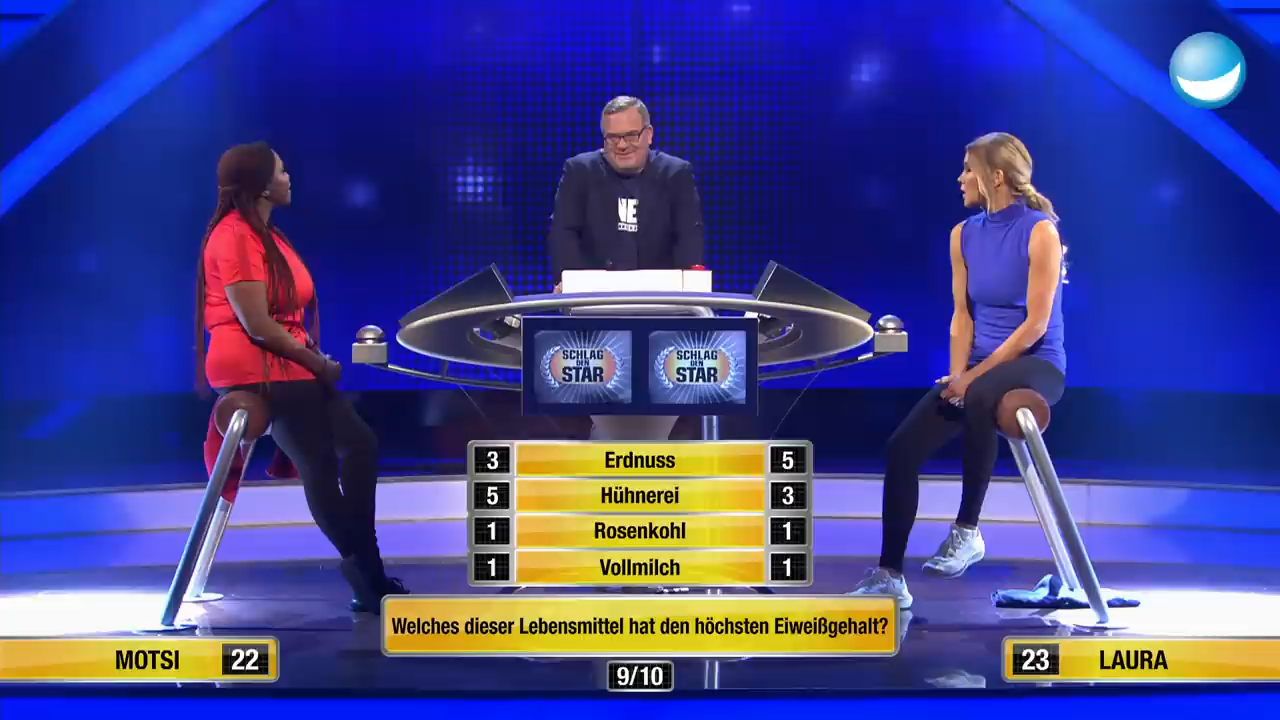 NE
SCHLAG DEN STAR
SCHLAG DEN STAR
3 Erdnuss 5
5 Hühnerei 3
1 Rosenkohl 1
1 Vollmilch 1
Welches dieser Lebensmittel hat den höchsten Eiweißgehalt?
MOTSI 22
23 LAURA
9/10